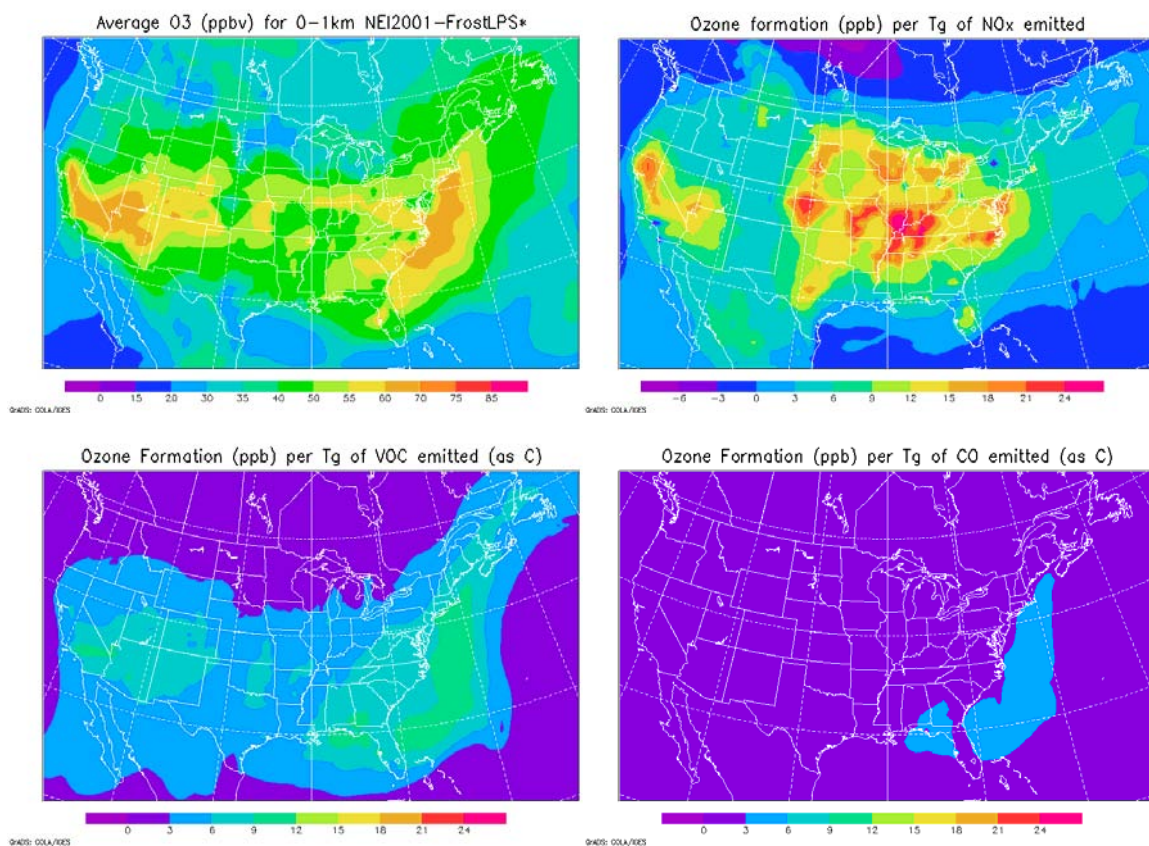 Average O3 (ppbv) for 0-1km NEI2001-FrostLPS*
0 15 20 30 35 40 50 55 60 70 75 85
GrADS: COLA/IGES
Ozone formation (ppb) per Tg of NOx emitted
-6 -3 0 3 6 9 12 15 18 21 24
GrADS: COLA/IGES
Ozone Formation (ppb) per Tg of VOC emitted (as C)
0 3 6 9 12 15 18 21 24
GrADS: COLA/IGES
Ozone Formation (ppb) per Tg of CO emitted (as C)
0 3 6 9 12 15 18 21 24
GrADS: COLA/IGES